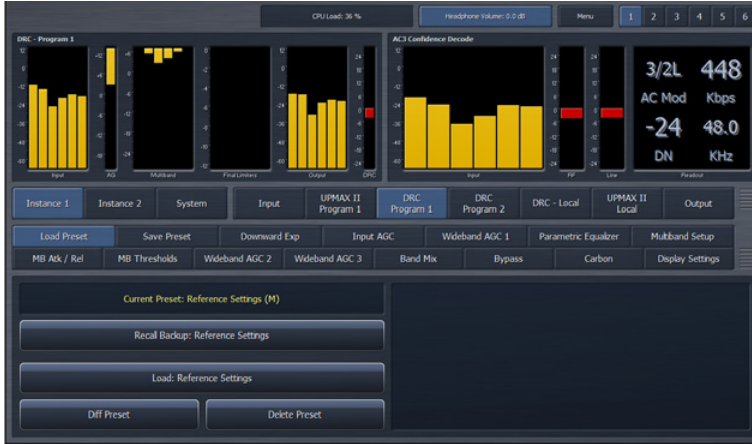 CPU Load: 36 %
Headphone Volume: 0.0 dB
Menu
1 2 3 4 5 6
DRC - Program 1
AC3 Confidence Decode
3/2L 448
AC Mod Kbps
-24 48.0
DN KHz
Input
AG
Multiband
Final Limiters
Output
DPIC
Input
RF
Line
Readout
Instance 1
Instance 2
System
Input
UPMAX II
Program 1
DRC
Program 1
DRC
Program 2
DRC - Local
UPMAX II
Local
Output
Load Preset
Save Preset
Downward Exp
Input AGC
Wideband AGC 1
Parametric Equalizer
Multiband Setup
MB Atk / Rel
MB Thresholds
Wideband AGC 2
Wideband AGC 3
Band Mix
Bypass
Carbon
Display Settings
Current Preset: Reference Settings (M)
Recall Backup: Reference Settings
Load: Reference Settings
Diff Preset
Delete Preset